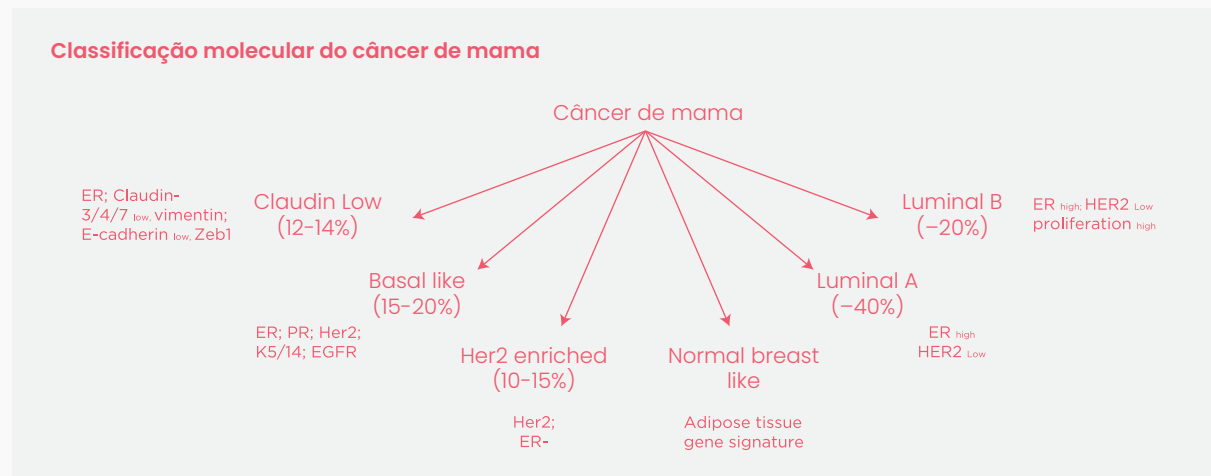 Classificação molecular do câncer de mama
Câncer de mama
ER; Claudin-
3/4/7 low, vimentin;
E-cadherin low, Zeb1
Claudin Low
(12-14%)
Basal like
(15-20%)
ER; PR; Her2;
K5/14; EGFR
Her2 enriched
(10-15%)
Her2;
ER-
Normal breast
like
Adipose tissue
gene signature
Luminal A
(–40%)
ER high
HER2 Low
Luminal B
(–20%)
ER high; HER2 Low
proliferation high